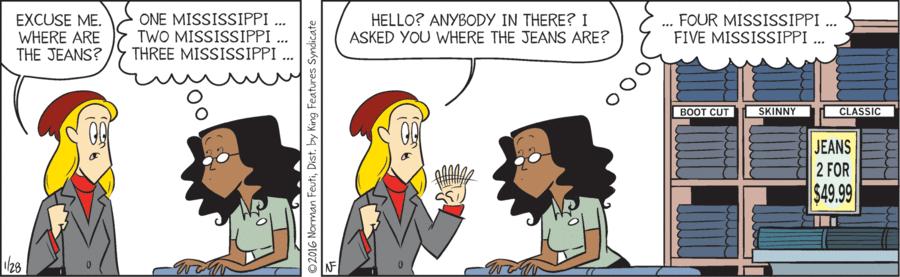 EXCUSE ME.
WHERE ARE
THE JEANS?
ONE MISSISSIPPI ...
TWO MISSISSIPPI ...
THREE MISSISSIPPI ...
1/28
©2016 Norman Feuti, Dist. by King Features Syndicate
HELLO? ANYBODY IN THERE? I
ASKED YOU WHERE THE JEANS ARE?
NF
... FOUR MISSISSIPPI ...
FIVE MISSISSIPPI ...
BOOT CUT
SKINNY
CLASSIC
JEANS
2 FOR
$49.99